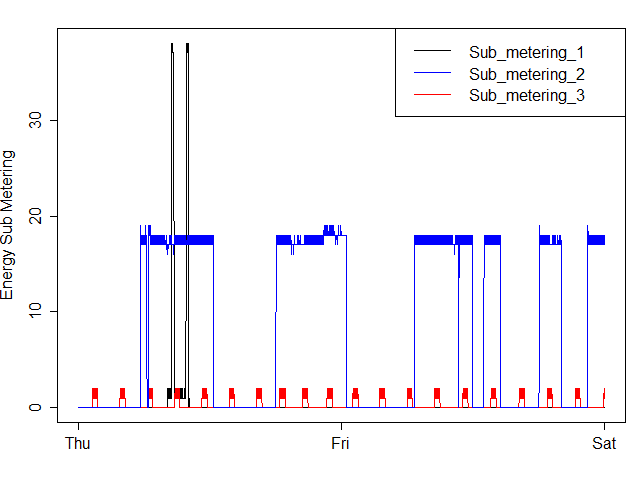 Sub_metering_1
Sub_metering_2
Sub_metering_3
Energy Sub Metering
30
20
10
0
Thu Fri Sat